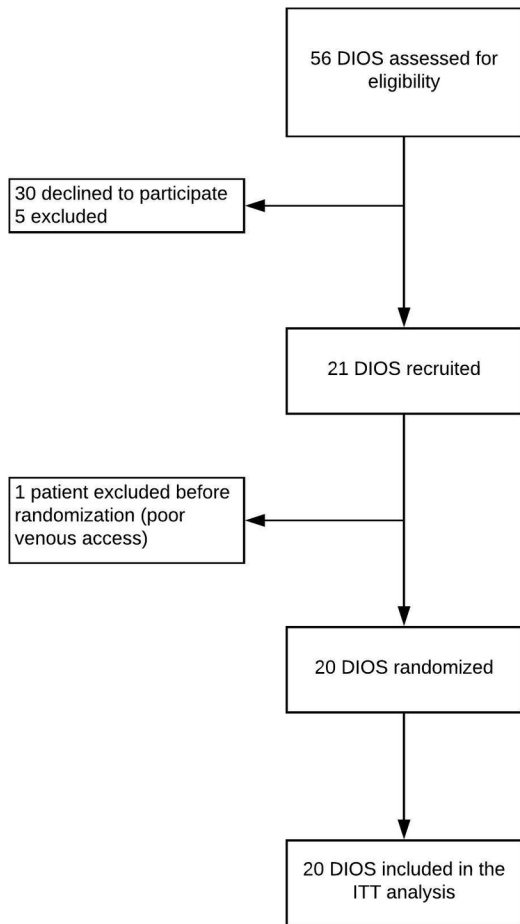 56 DIOS assessed for
eligibility
30 declined to participate
5 excluded
21 DIOS recruited
1 patient excluded before
randomization (poor
venous access)
20 DIOS randomized
20 DIOS included in the
ITT analysis